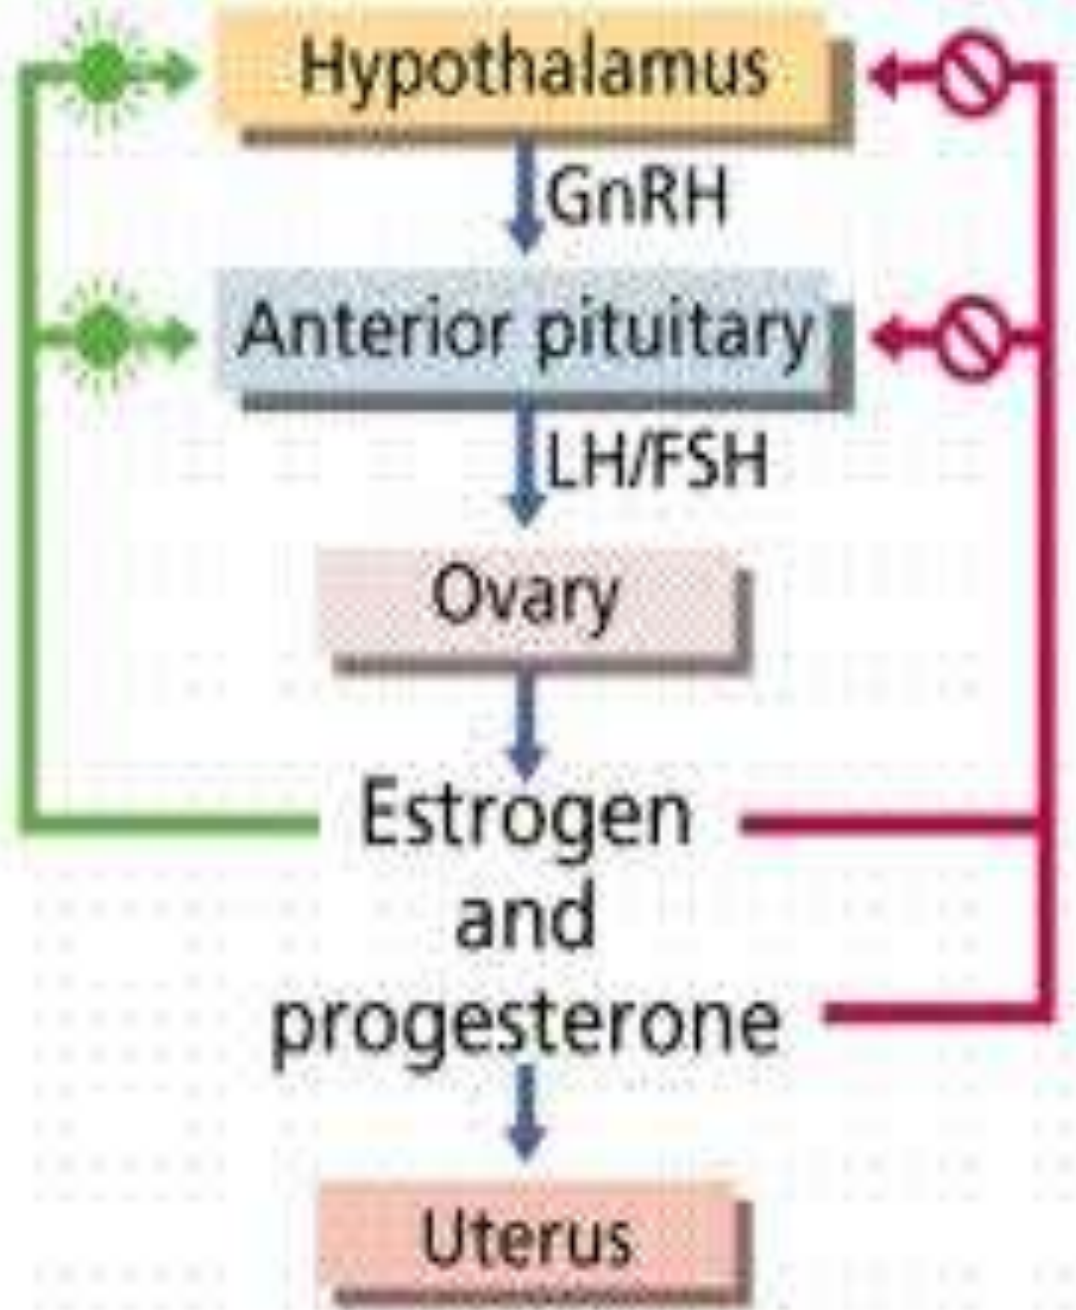 Hypothalamus
GnRH
Anterior pituitary
LH/FSH
Ovary
Estrogen
and
progesterone
Uterus